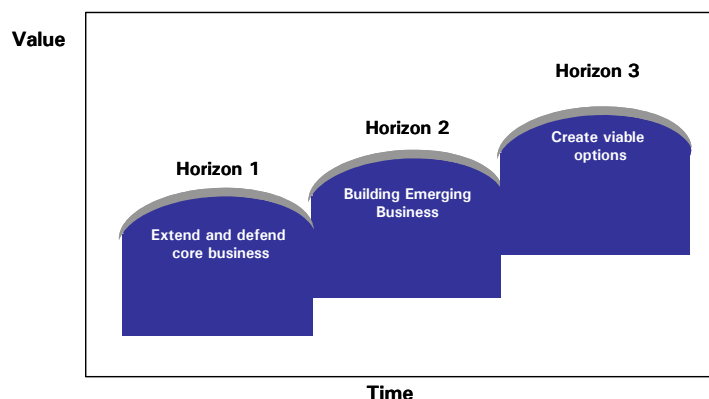 Value
Horizon 3
Create viable
options
Horizon 2
Building Emerging
Business
Horizon 1
Extend and defend
core business
Time